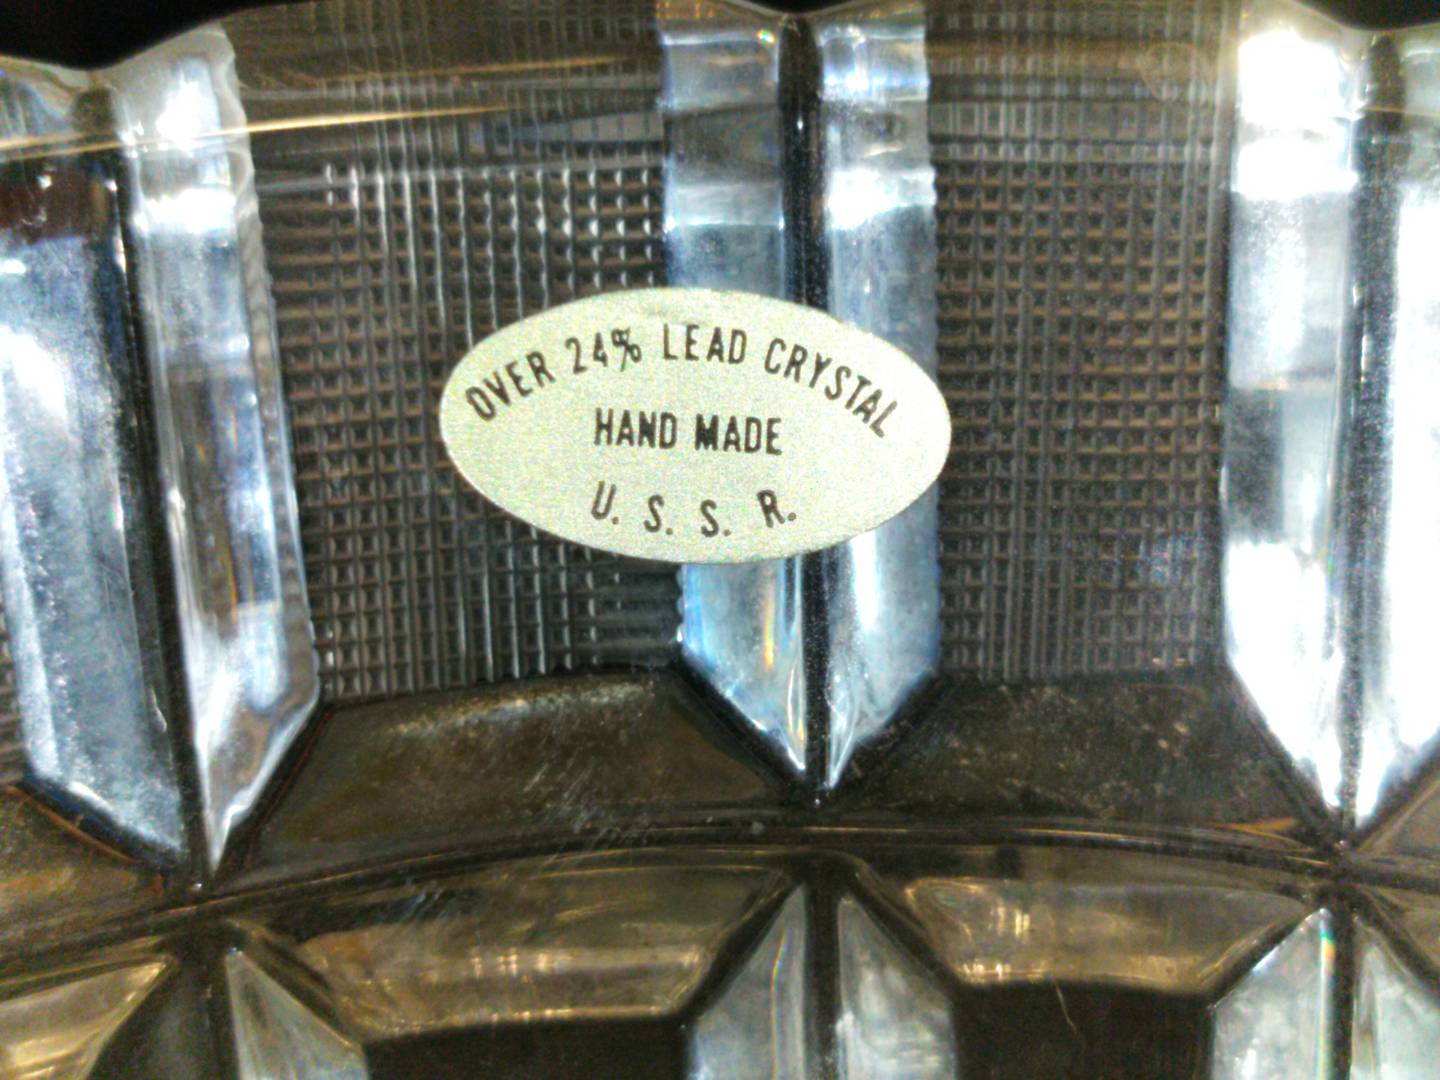 OVER 24% LEAD CRYSTAL
HAND MADE
U. S. S. R.